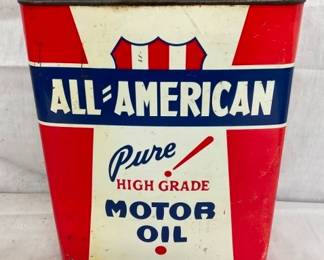 ALL=AMERICAN
Pure!
HIGH GRADE
MOTOR
OIL